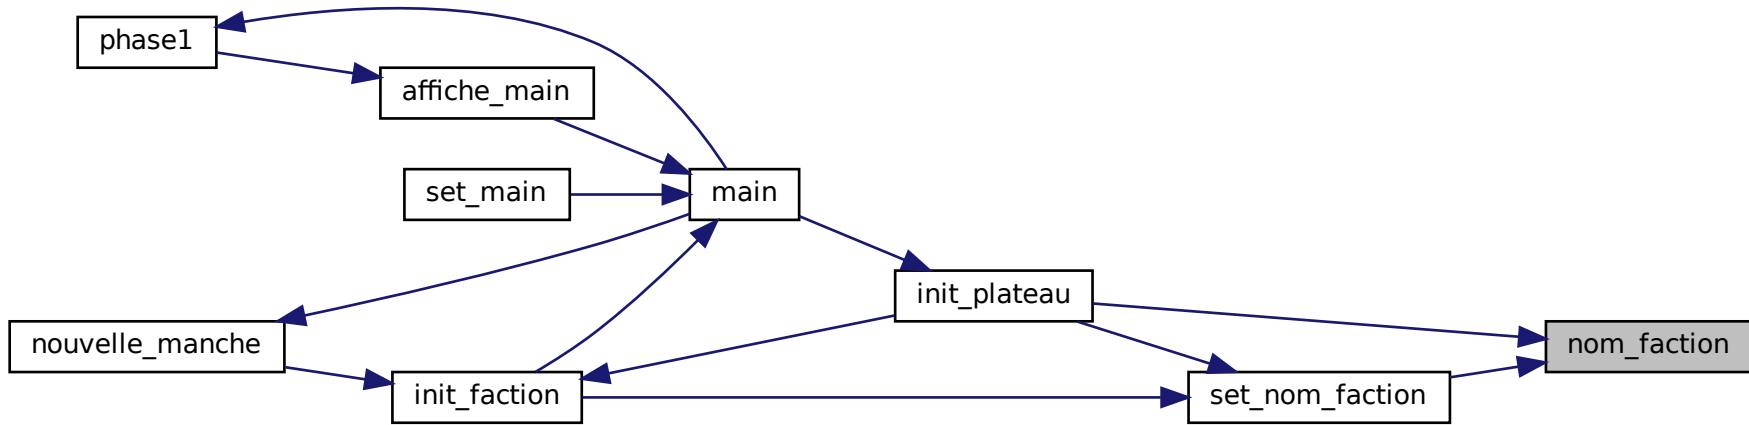 phase1
affiche_main
set_main
main
init_plateau
nouvelle_manche
nom_faction
init_faction
set_nom_faction